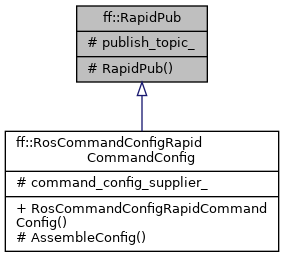 ff::RapidPub
# publish_topic_
# RapidPub()
ff::RosCommandConfigRapid
CommandConfig
# command_config_supplier_
+ RosCommandConfigRapidCommand
Config()
# AssembleConfig()